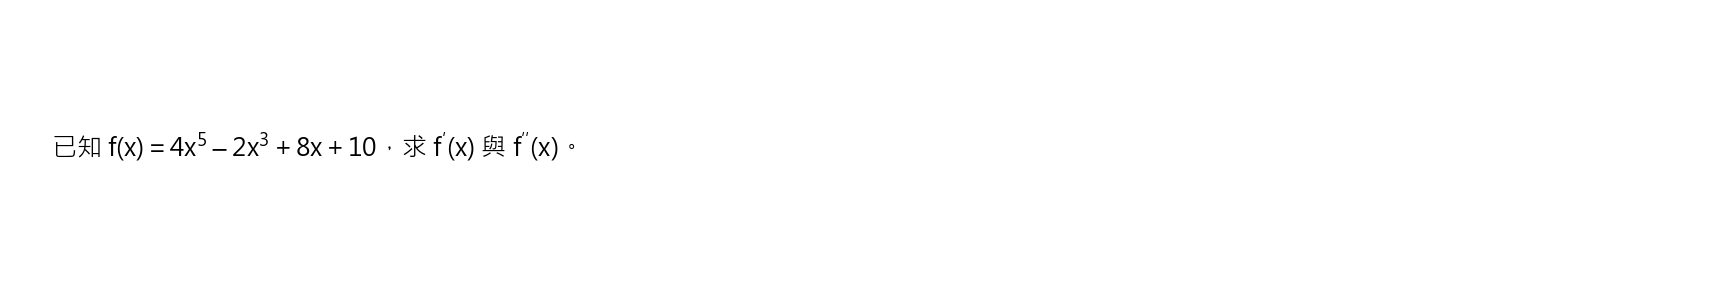 已知 f(x) = 4x⁵ – 2x³ + 8x + 10，求 f′(x) 與 f′′(x)。